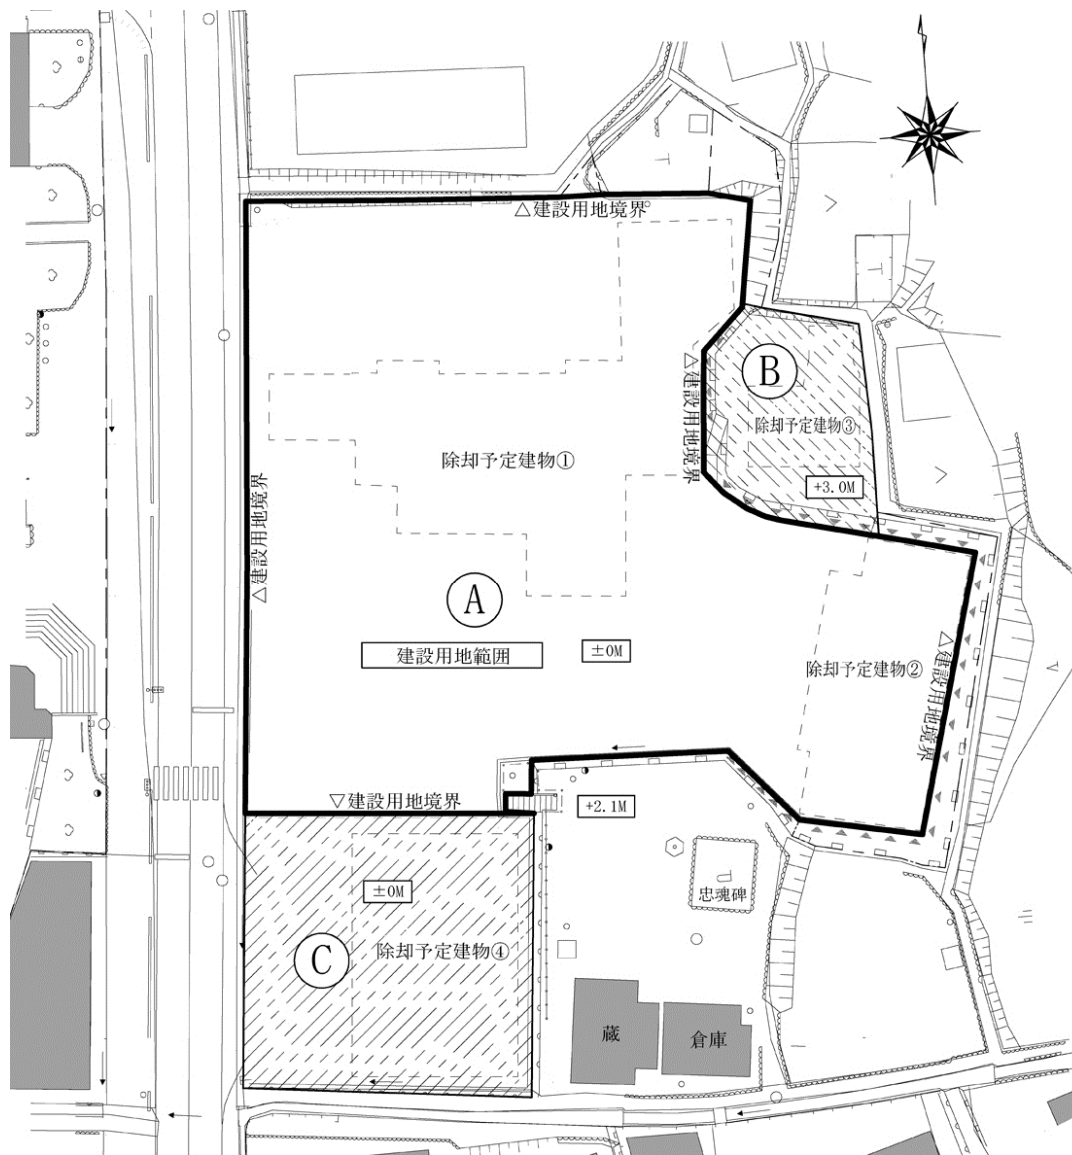 △建設用地境界
B
△建設用地境界
除却予定建物③
除却予定建物①
+3.0M
△建設用地境界
A
建設用地範囲
±0M
除却予定建物②
△建設用地境界
▽建設用地境界
+2.1M
±0M
忠魂碑
C
除却予定建物④
蔵
倉庫